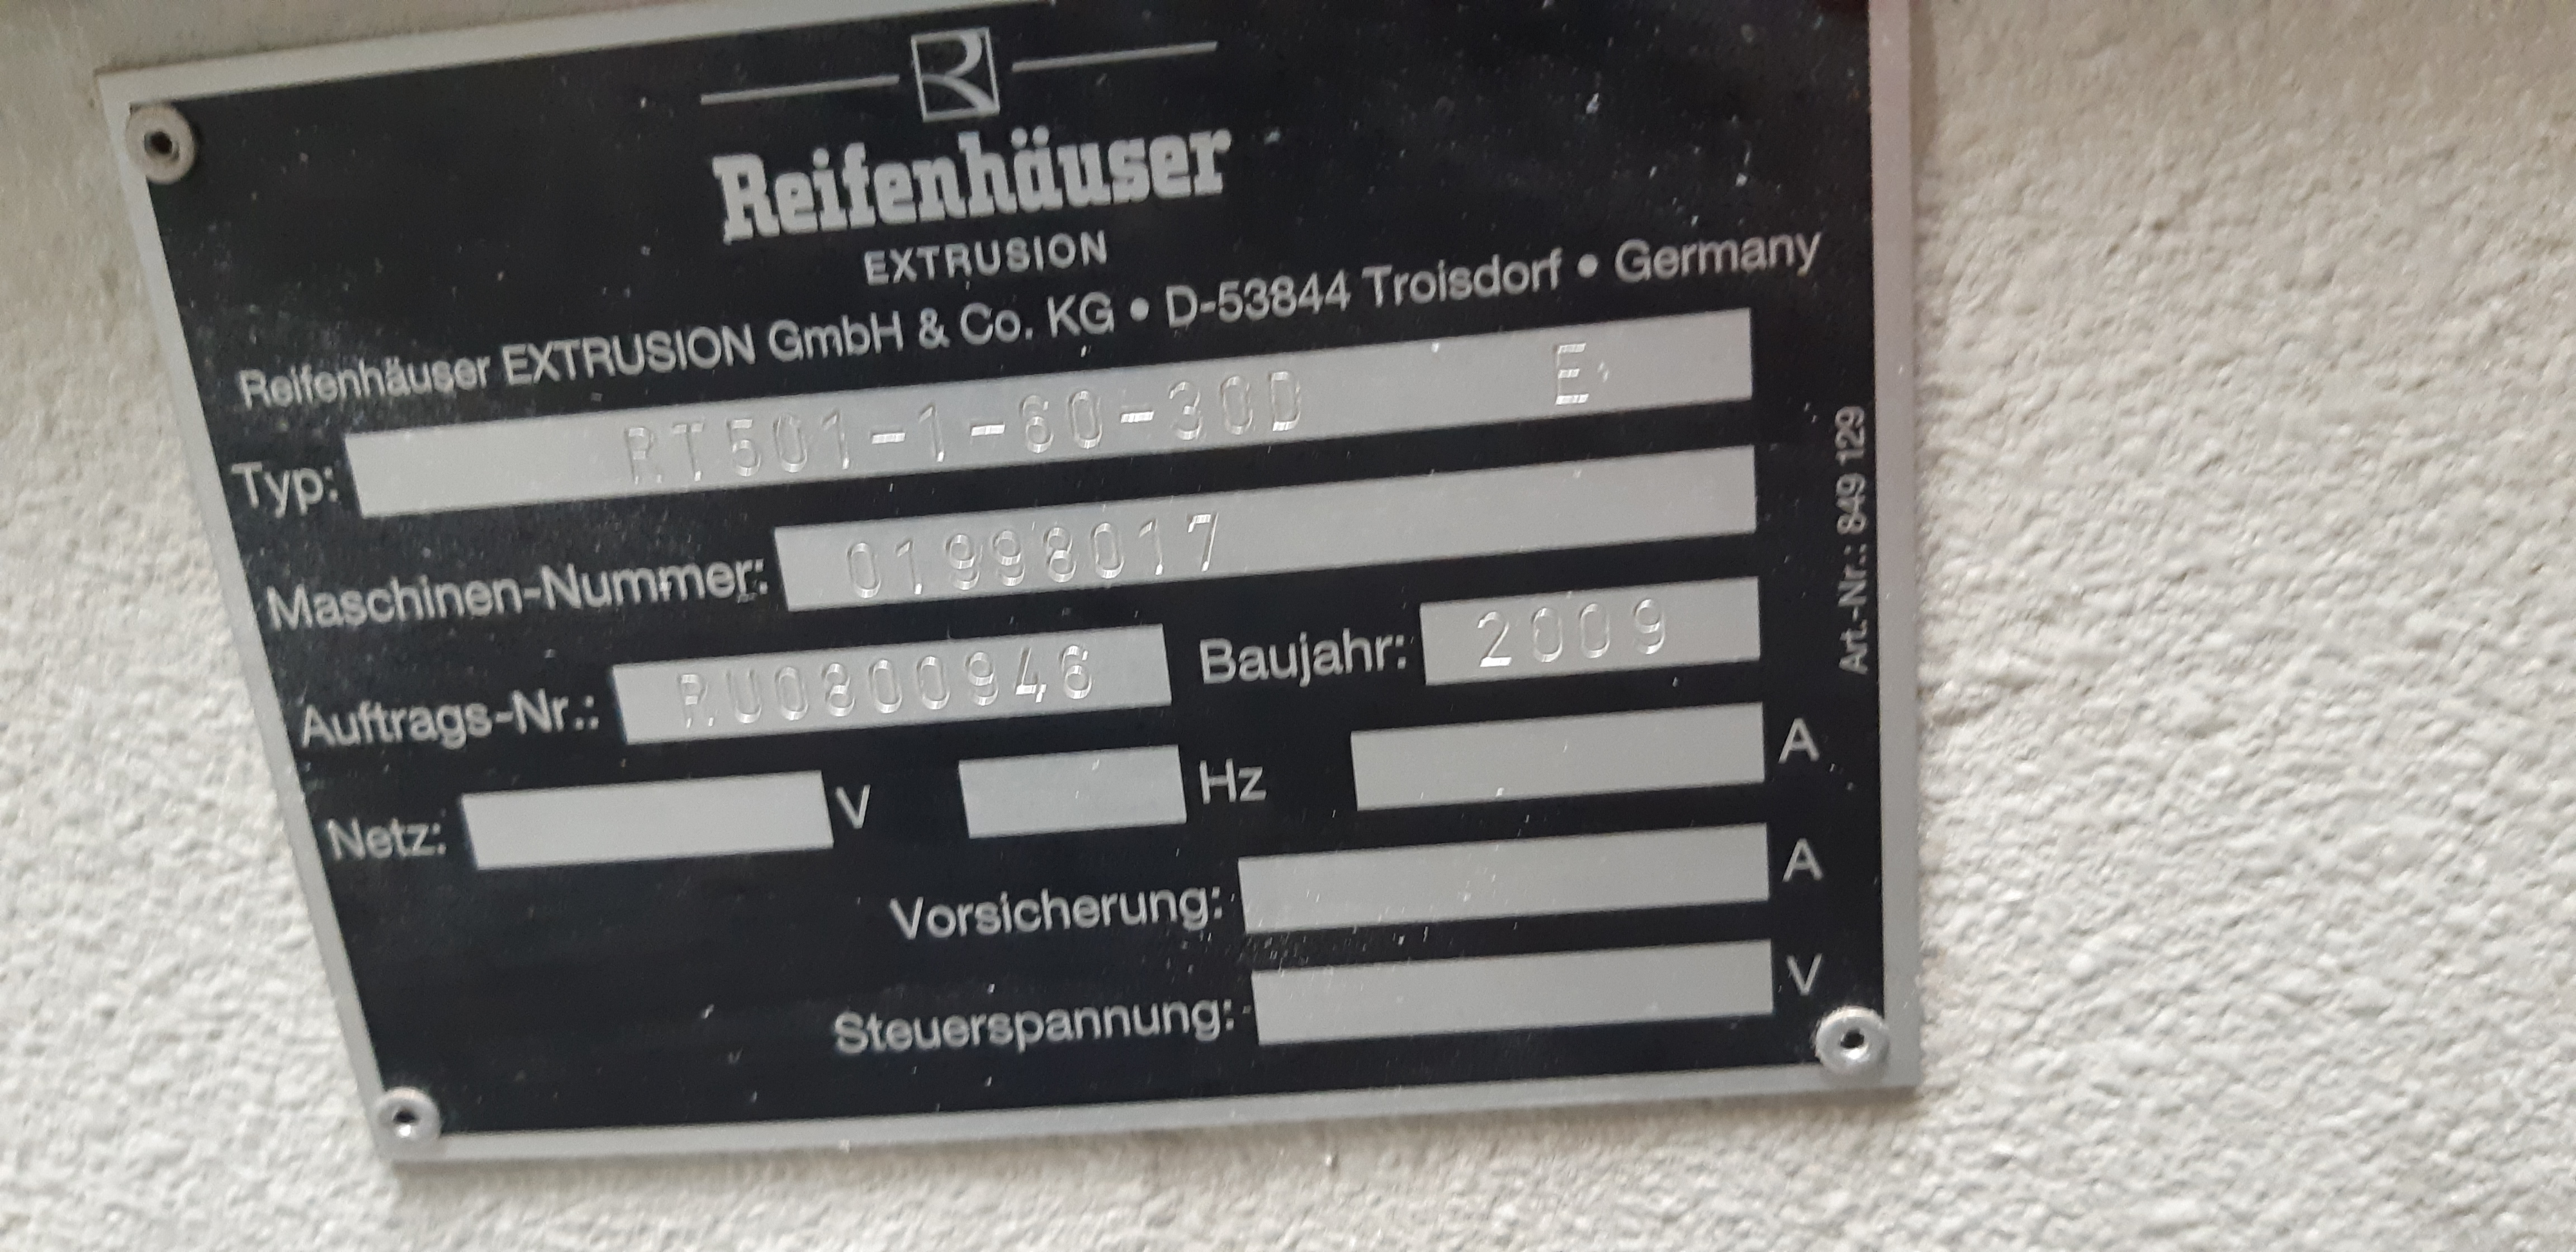 Reifenhäuser
EXTRUSION
Reifenhäuser EXTRUSION GmbH & Co. KG • D-53844 Troisdorf • Germany
Typ: RT501-1-60-30D E
Maschinen-Nummer: 01998017
Auftrags-Nr.: RU0800946 Baujahr: 2009
Netz: V Hz A
Vorsicherung: A
Steuerspannung: V
Art.-Nr.: 849 129